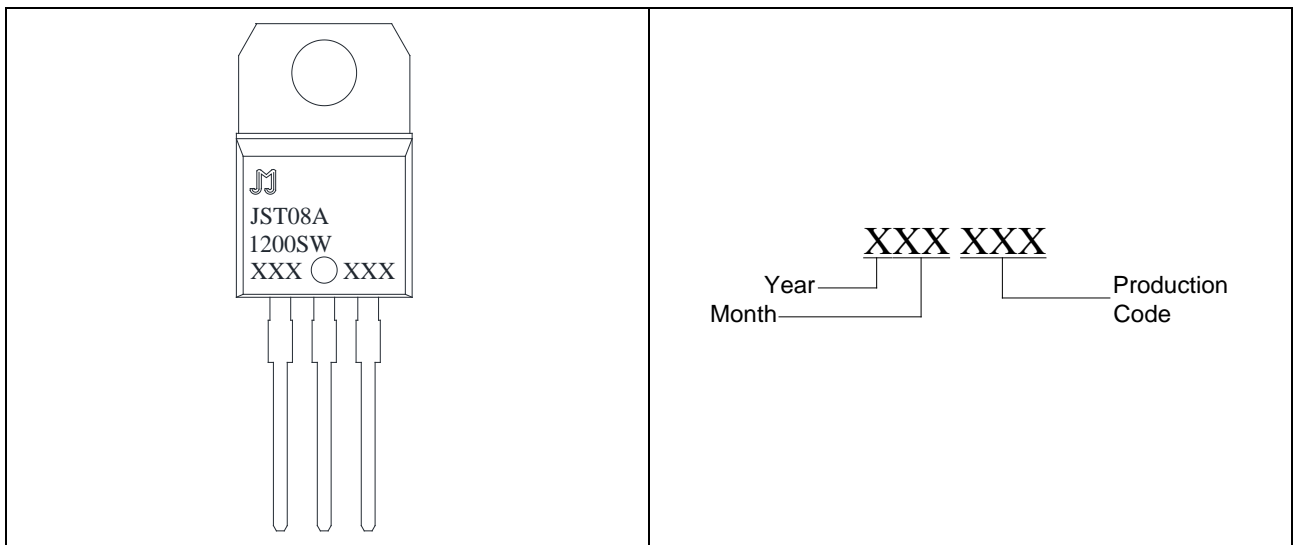 JST08A
1200SW
XXX XXX
XXX XXX
Year
Month
Production
Code